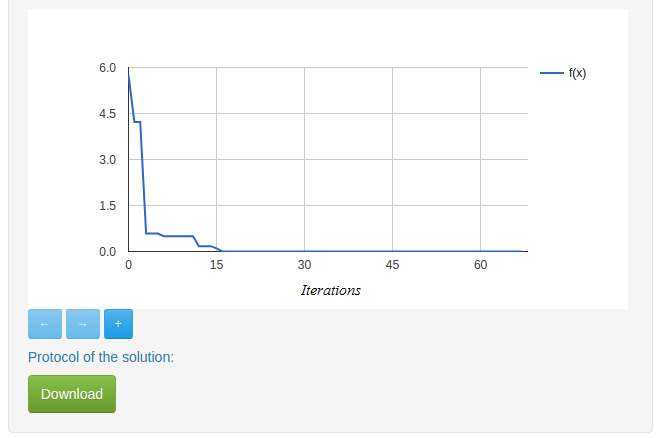 6.0
f(x)
4.5
3.0
1.5
0.0
0 15 30 45 60
Iterations
← → +
Protocol of the solution:
Download